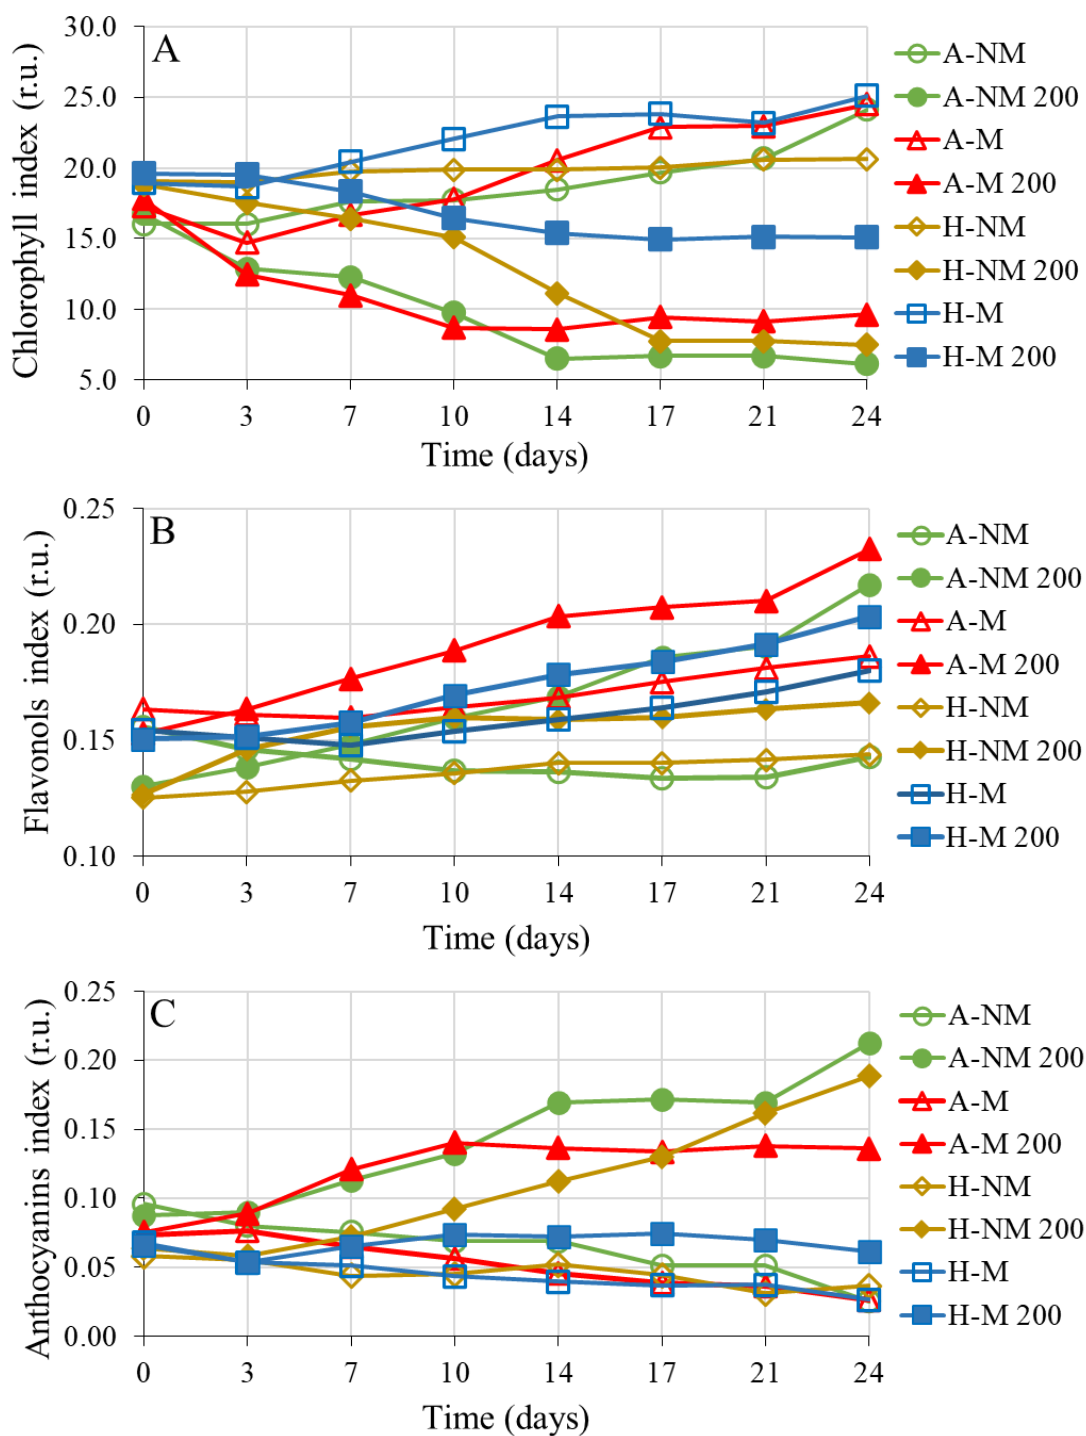 A
Chlorophyll index (r.u.)
30.0
25.0
20.0
15.0
10.0
5.0
0 3 7 10 14 17 21 24
Time (days)
A-NM
A-NM 200
A-M
A-M 200
H-NM
H-NM 200
H-M
H-M 200
B
Flavonols index (r.u.)
0.25
0.20
0.15
0.10
0 3 7 10 14 17 21 24
Time (days)
A-NM
A-NM 200
A-M
A-M 200
H-NM
H-NM 200
H-M
H-M 200
C
Anthocyanins index (r.u.)
0.25
0.20
0.15
0.10
0.05
0.00
0 3 7 10 14 17 21 24
Time (days)
A-NM
A-NM 200
A-M
A-M 200
H-NM
H-NM 200
H-M
H-M 200